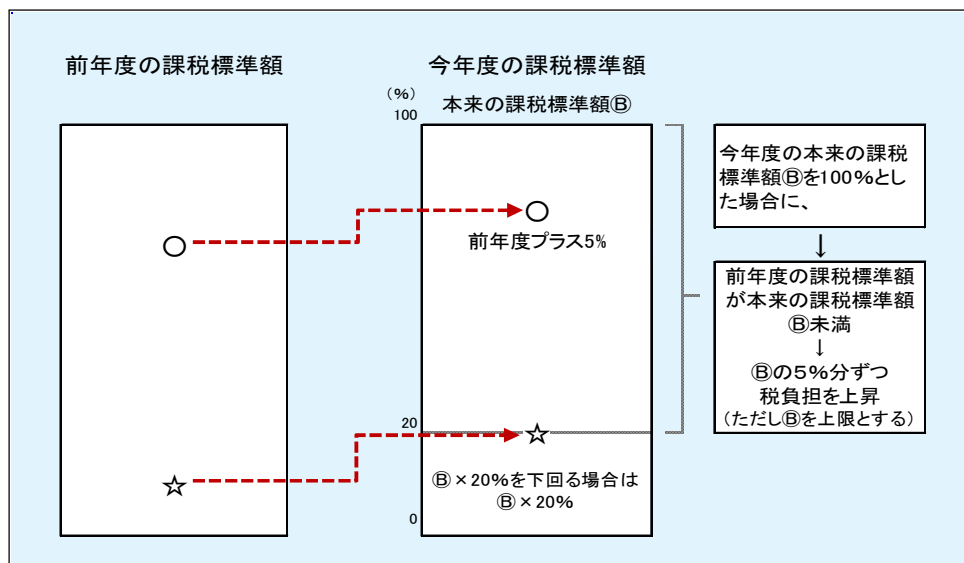 前年度の課税標準額
今年度の課税標準額
(%)
100
本来の課税標準額Ⓑ
前年度プラス5%
20
Ⓑ×20%を下回る場合は
Ⓑ×20%
0
今年度の本来の課税
標準額Ⓑを100%とし
た場合に、
↓
前年度の課税標準額
が本来の課税標準額
Ⓑ未満
↓
Ⓑの5%分ずつ
税負担を上昇
(ただしⒷを上限とする)